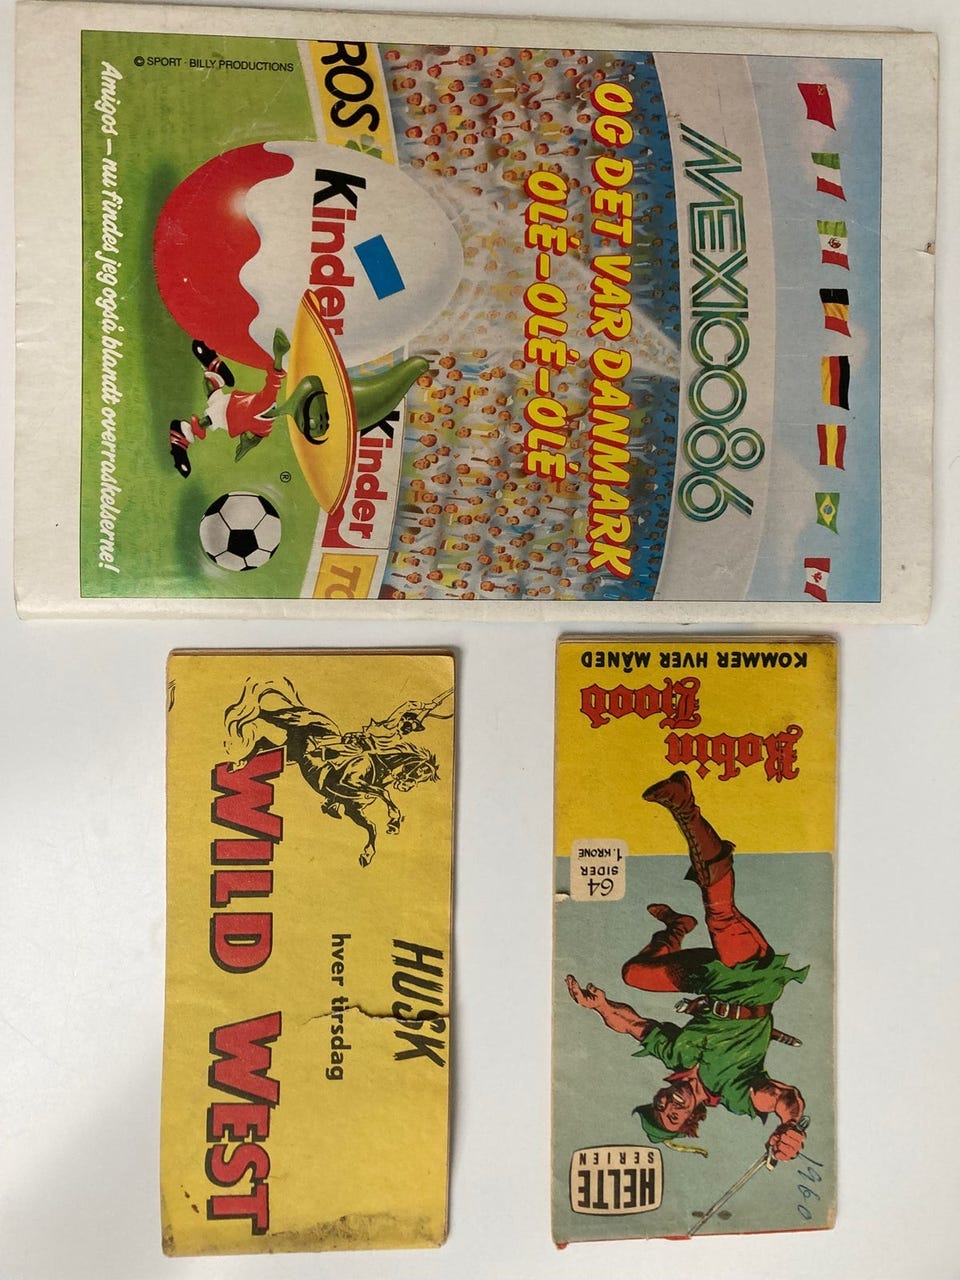 MEXICO86
OG DET VAR DANMARK
OLÉ-OLÉ-OLÉ
ROS
Kinder
Kinder
TO
®
© SPORT · BILLY PRODUCTIONS
Amigos – nu findes jeg også blandt overraskelserne!
HUSK
hver tirsdag
WILD WEST
KOMMER HVER MÅNED
Robin
Hood
64
SIDER
1. KRONE
HELTE
SERIEN
1960